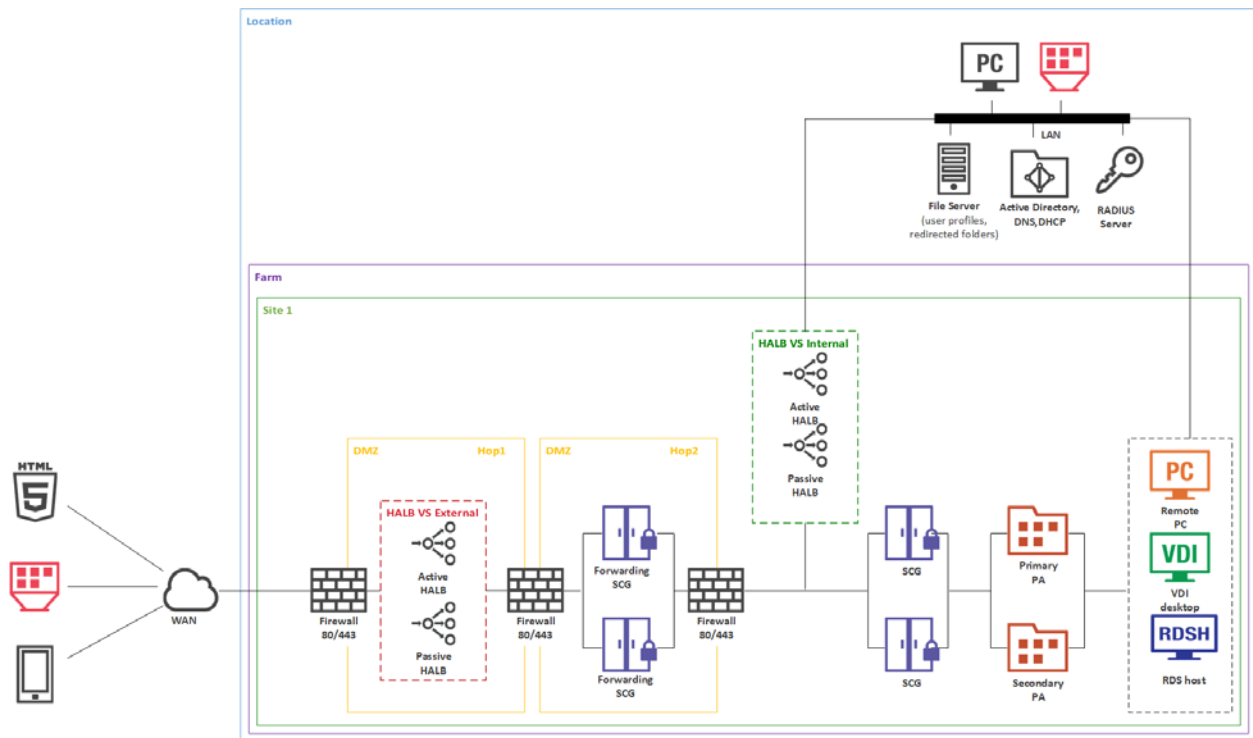 Location
PC
LAN
File Server
(user profiles,
redirected folders)
Active Directory,
DNS,DHCP
RADIUS
Server
Farm
Site 1
HALB VS Internal
Active
HALB
Passive
HALB
DMZ
Hop1
DMZ
Hop2
HTML
5
WAN
Firewall
80/443
HALB VS External
Active
HALB
Passive
HALB
Firewall
80/443
Forwarding
SCG
Forwarding
SCG
Firewall
80/443
SCG
SCG
Primary
PA
Secondary
PA
PC
Remote
PC
VDI
VDI
desktop
RDSH
RDS host